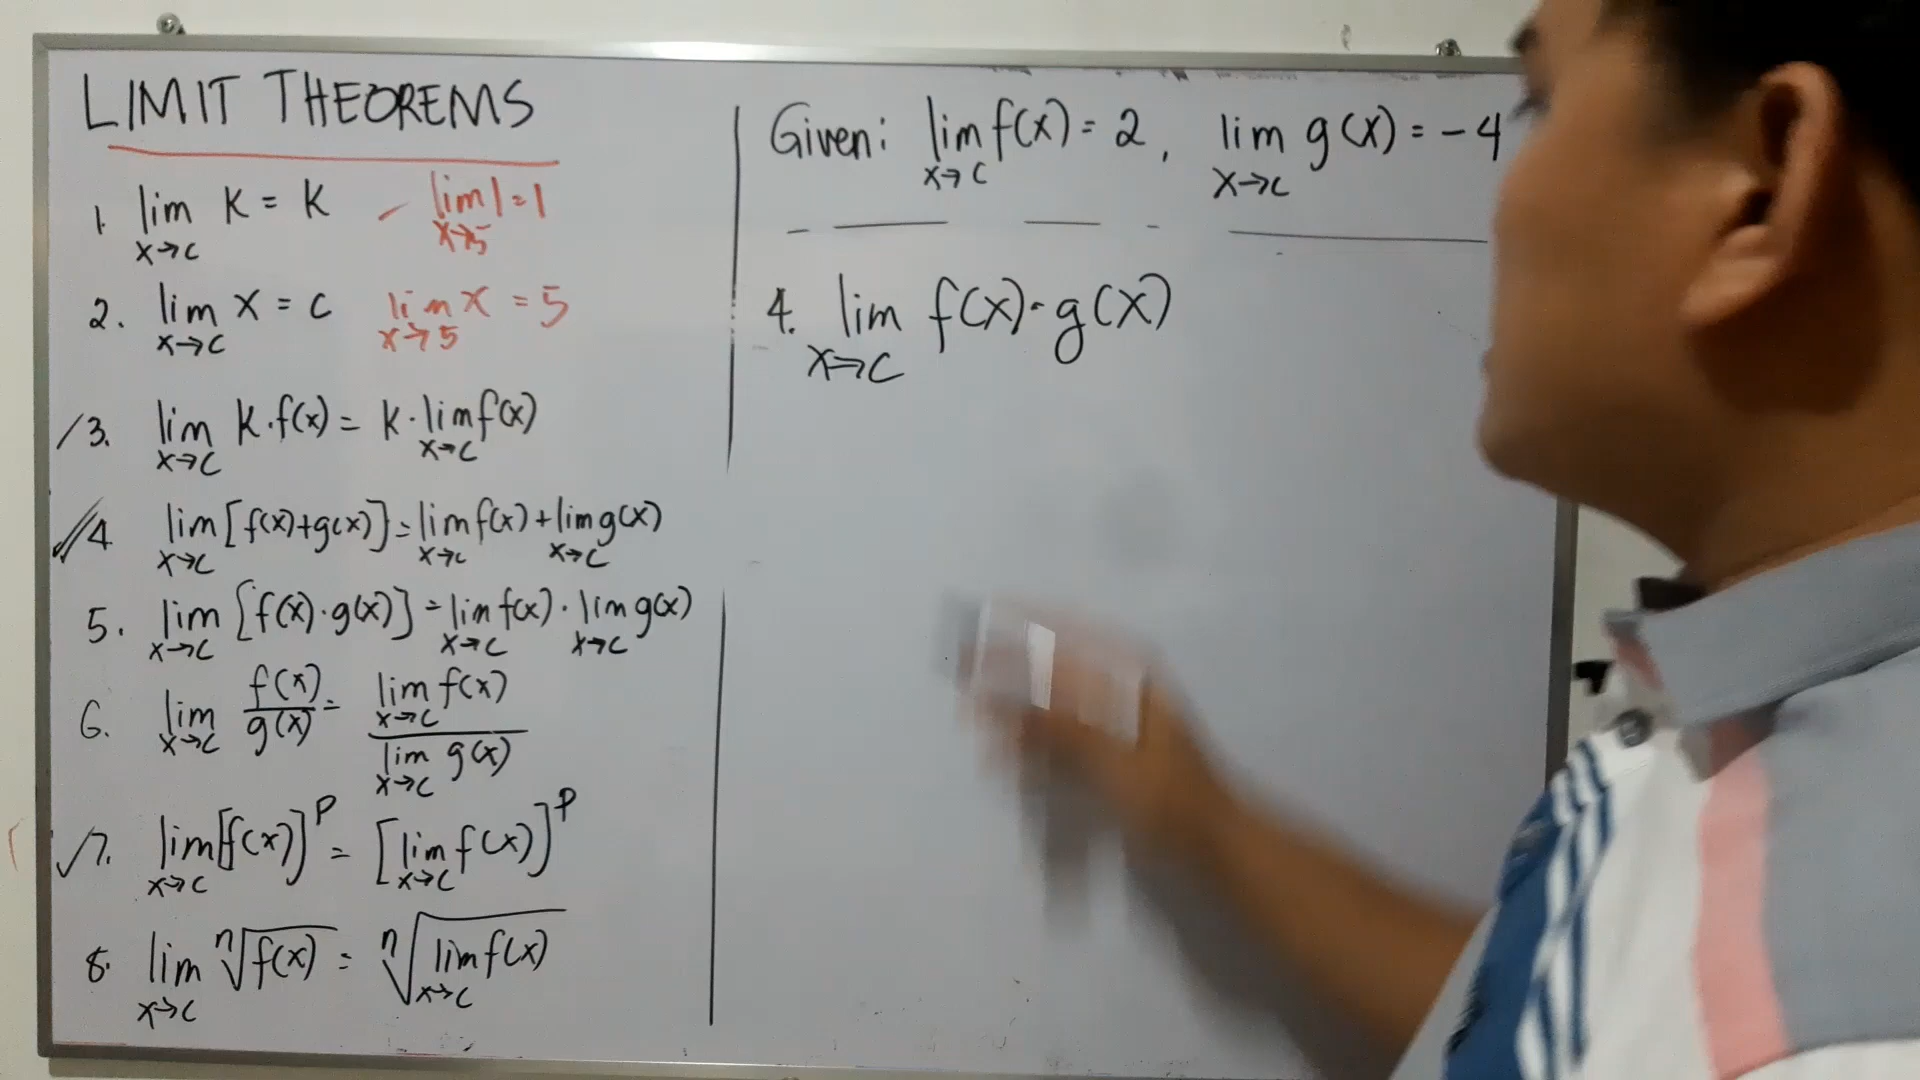 LIMIT THEOREMS
1. lim K = K
x→c
lim 1 = 1
x→5
2. lim x = c
x→c
lim x = 5
x→5
/3. lim K·f(x) = K·lim f(x)
x→c x→c
//4 lim [f(x)+g(x)] = lim f(x) + lim g(x)
x→c x→c x→c
5. lim [f(x)·g(x)] = lim f(x) · lim g(x)
x→c x→c x→c
6. lim f(x)/g(x) = lim f(x)
x→c x→c
lim g(x)
x→c
✓7. lim [f(x)]^p = [lim f(x)]^p
x→c x→c
8. lim ⁿ√f(x) = ⁿ√lim f(x)
x→c x→c
Given: lim f(x) = 2, lim g(x) = -4
x→c x→c
4. lim f(x)·g(x)
x→c